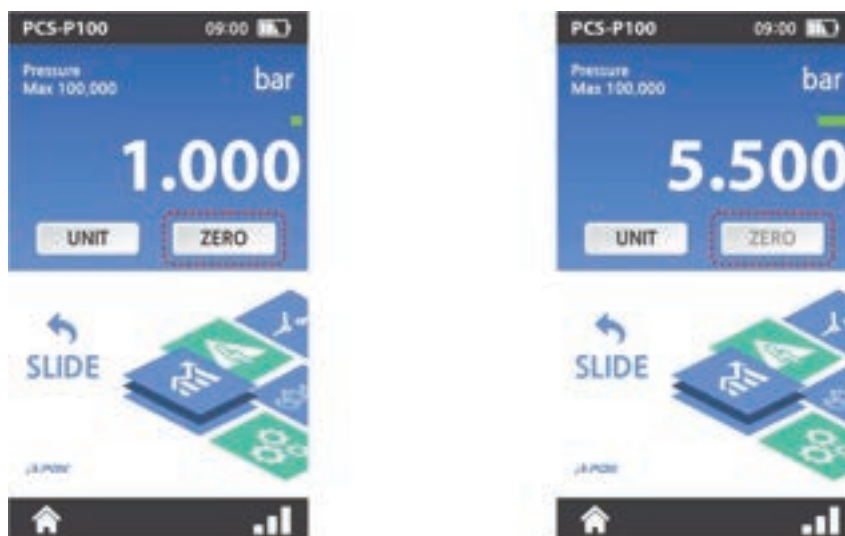 PCS-P100 09:00
Pressure
Max 100,000
bar
1.000
UNIT ZERO
SLIDE
PCS-P100 09:00
Pressure
Max 100,000
bar
5.500
UNIT ZERO
SLIDE